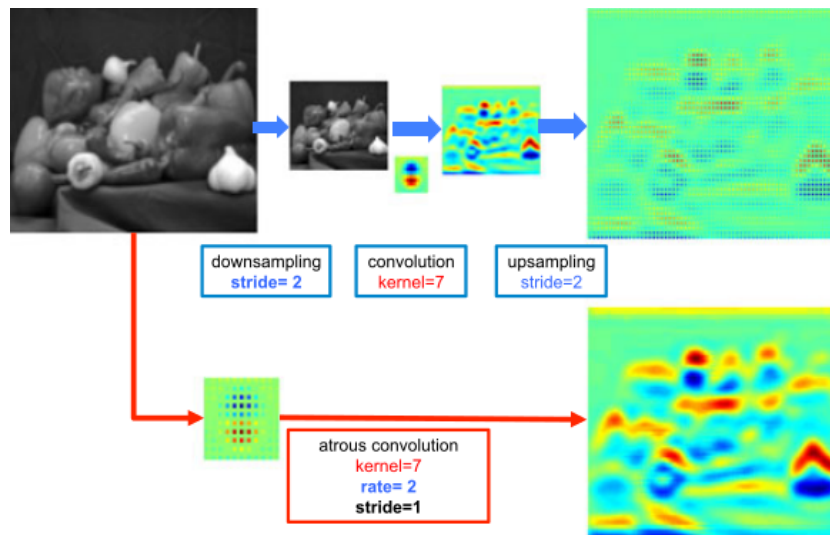 downsampling
stride= 2
convolution
kernel=7
upsampling
stride=2
atrous convolution
kernel=7
rate= 2
stride=1